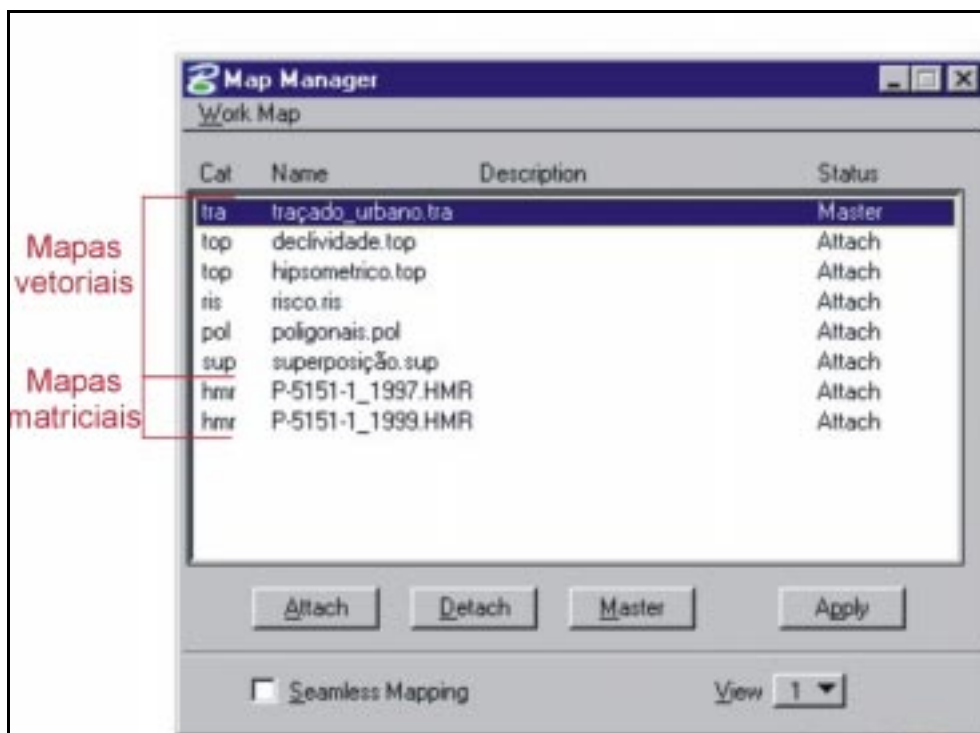 Map Manager
Work Map
Cat Name Description Status
tra traçado_urbano.tra Master
top declividade.top Attach
top hipsometrico.top Attach
ris risco.ris Attach
pol poligonais.pol Attach
sup superposição.sup Attach
hmr P-5151-1_1997.HMR Attach
hmr P-5151-1_1999.HMR Attach
Mapas
vetoriais
Mapas
matriciais
Attach Detach Master Apply
Seamless Mapping View 1